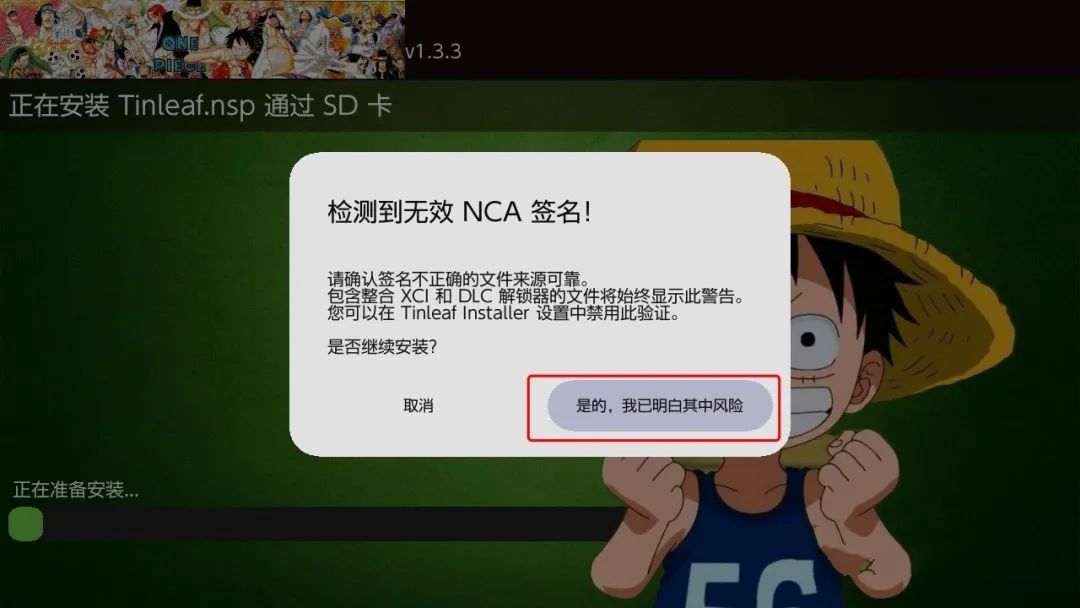 ONE
PIECE
v1.3.3
正在安装 Tinleaf.nsp 通过 SD 卡
检测到无效 NCA 签名！
请确认签名不正确的文件来源可靠。
包含整合 XCI 和 DLC 解锁器的文件将始终显示此警告。
您可以在 Tinleaf Installer 设置中禁用此验证。
是否继续安装？
取消
是的，我已明白其中风险
正在准备安装...